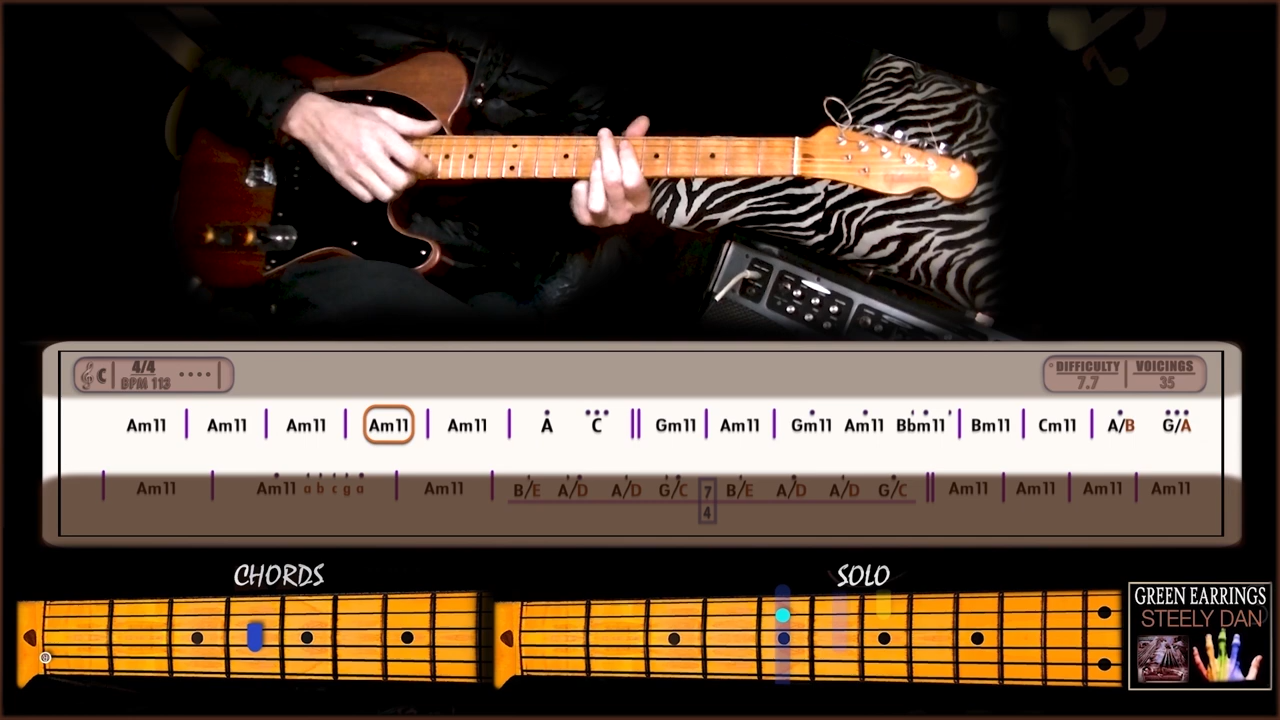 C 4/4 BPM 113 DIFFICULTY 7.7 VOICINGS 35
Am11 Am11 Am11 Am11 Am11 A C Gm11 Am11 Gm11 Am11 Bbm11 Bm11 Cm11 A/B G/A
Am11 Am11 a b c g a Am11 B/E A/D A/D G/C 7 4 B/E A/D A/D G/C Am11 Am11 Am11 Am11
CHORDS SOLO
GREEN EARRINGS
STEELY DAN